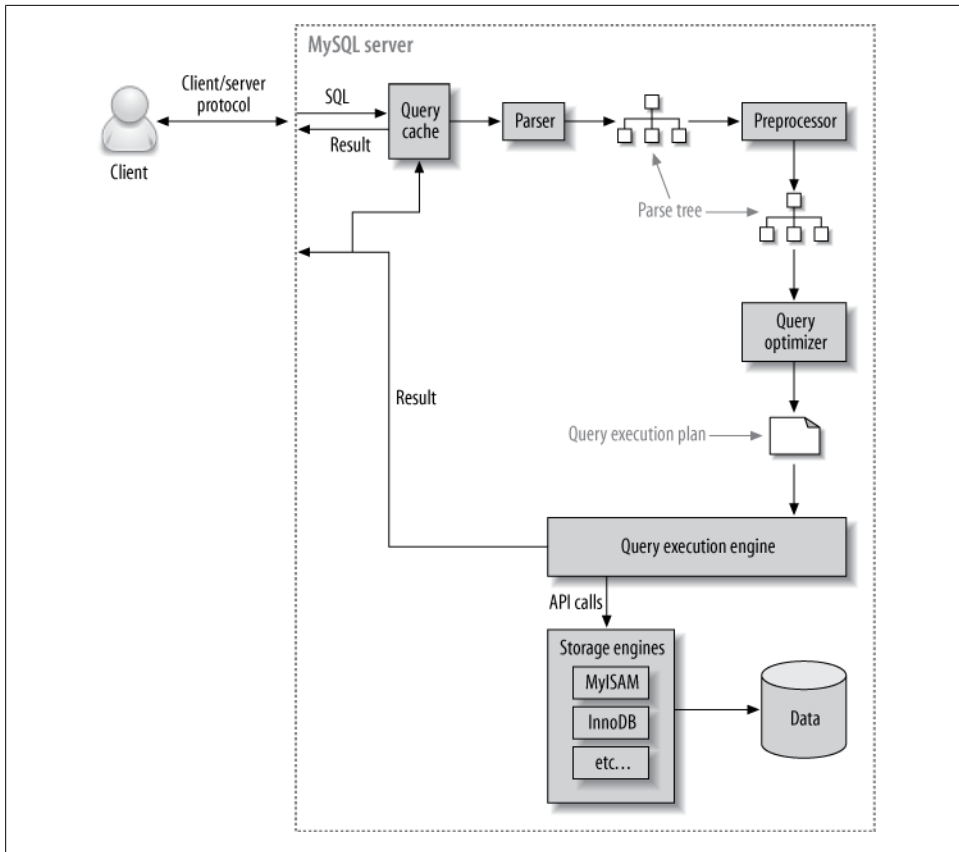 MySQL server
Client/server
protocol
SQL
Result
Query
cache
Parser
Preprocessor
Client
Parse tree
Query
optimizer
Result
Query execution plan
Query execution engine
API calls
Storage engines
MyISAM
InnoDB
etc...
Data